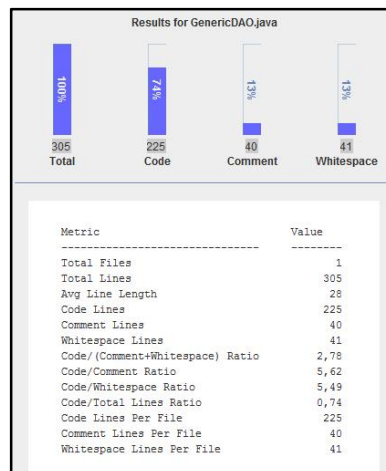 Results for GenericDAO.java
100% 74% 13% 13%
305 225 40 41
Total Code Comment Whitespace
Metric Value
------------------------------- --------
Total Files 1
Total Lines 305
Avg Line Length 28
Code Lines 225
Comment Lines 40
Whitespace Lines 41
Code/(Comment+Whitespace) Ratio 2,78
Code/Comment Ratio 5,62
Code/Whitespace Ratio 5,49
Code/Total Lines Ratio 0,74
Code Lines Per File 225
Comment Lines Per File 40
Whitespace Lines Per File 41